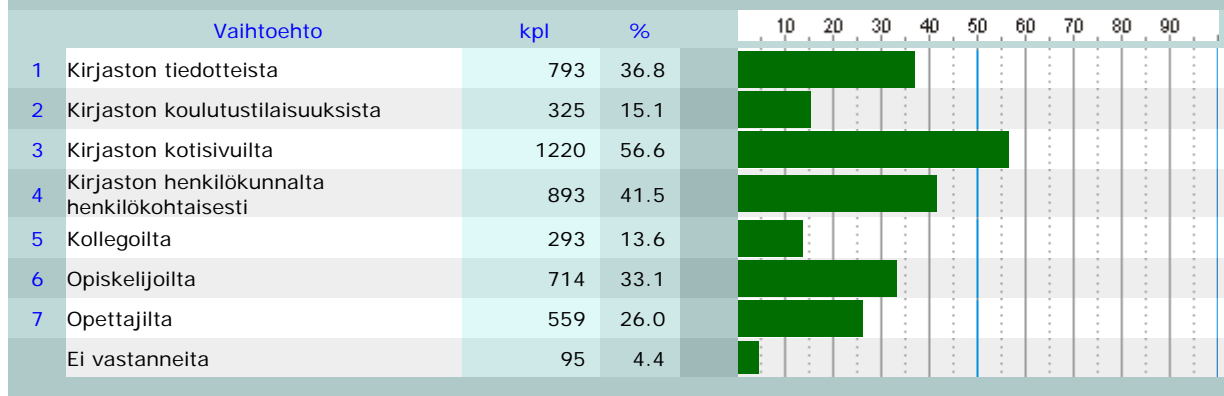 Vaihtoehto kpl % 10 20 30 40 50 60 70 80 90
1 Kirjaston tiedotteista 793 36.8
2 Kirjaston koulutustilaisuuksista 325 15.1
3 Kirjaston kotisivuilta 1220 56.6
4 Kirjaston henkilökunnalta
henkilökohtaisesti 893 41.5
5 Kollegoilta 293 13.6
6 Opiskelijoilta 714 33.1
7 Opettajilta 559 26.0
Ei vastanneita 95 4.4